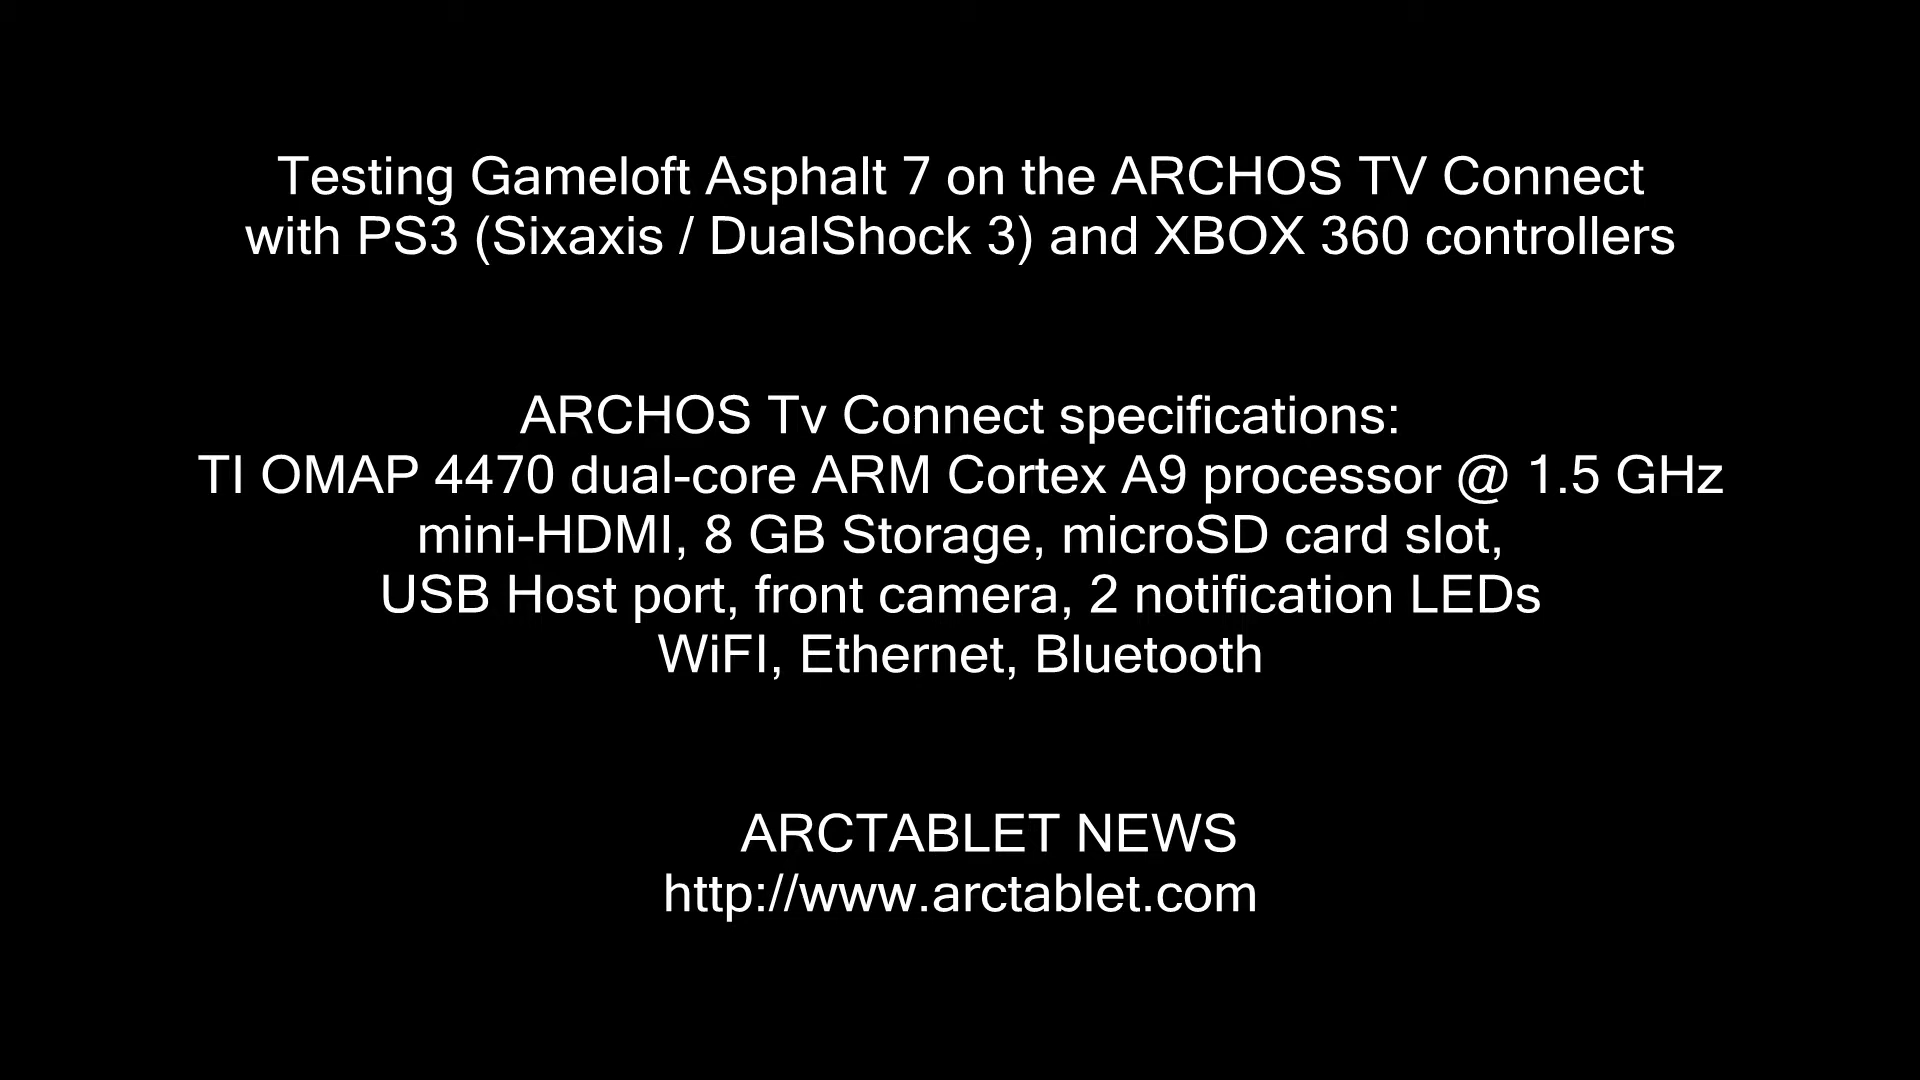 Testing Gameloft Asphalt 7 on the ARCHOS TV Connect
with PS3 (Sixaxis / DualShock 3) and XBOX 360 controllers
ARCHOS Tv Connect specifications:
TI OMAP 4470 dual-core ARM Cortex A9 processor @ 1.5 GHz
mini-HDMI, 8 GB Storage, microSD card slot,
USB Host port, front camera, 2 notification LEDs
WiFI, Ethernet, Bluetooth
ARCTABLET NEWS
http://www.arctablet.com